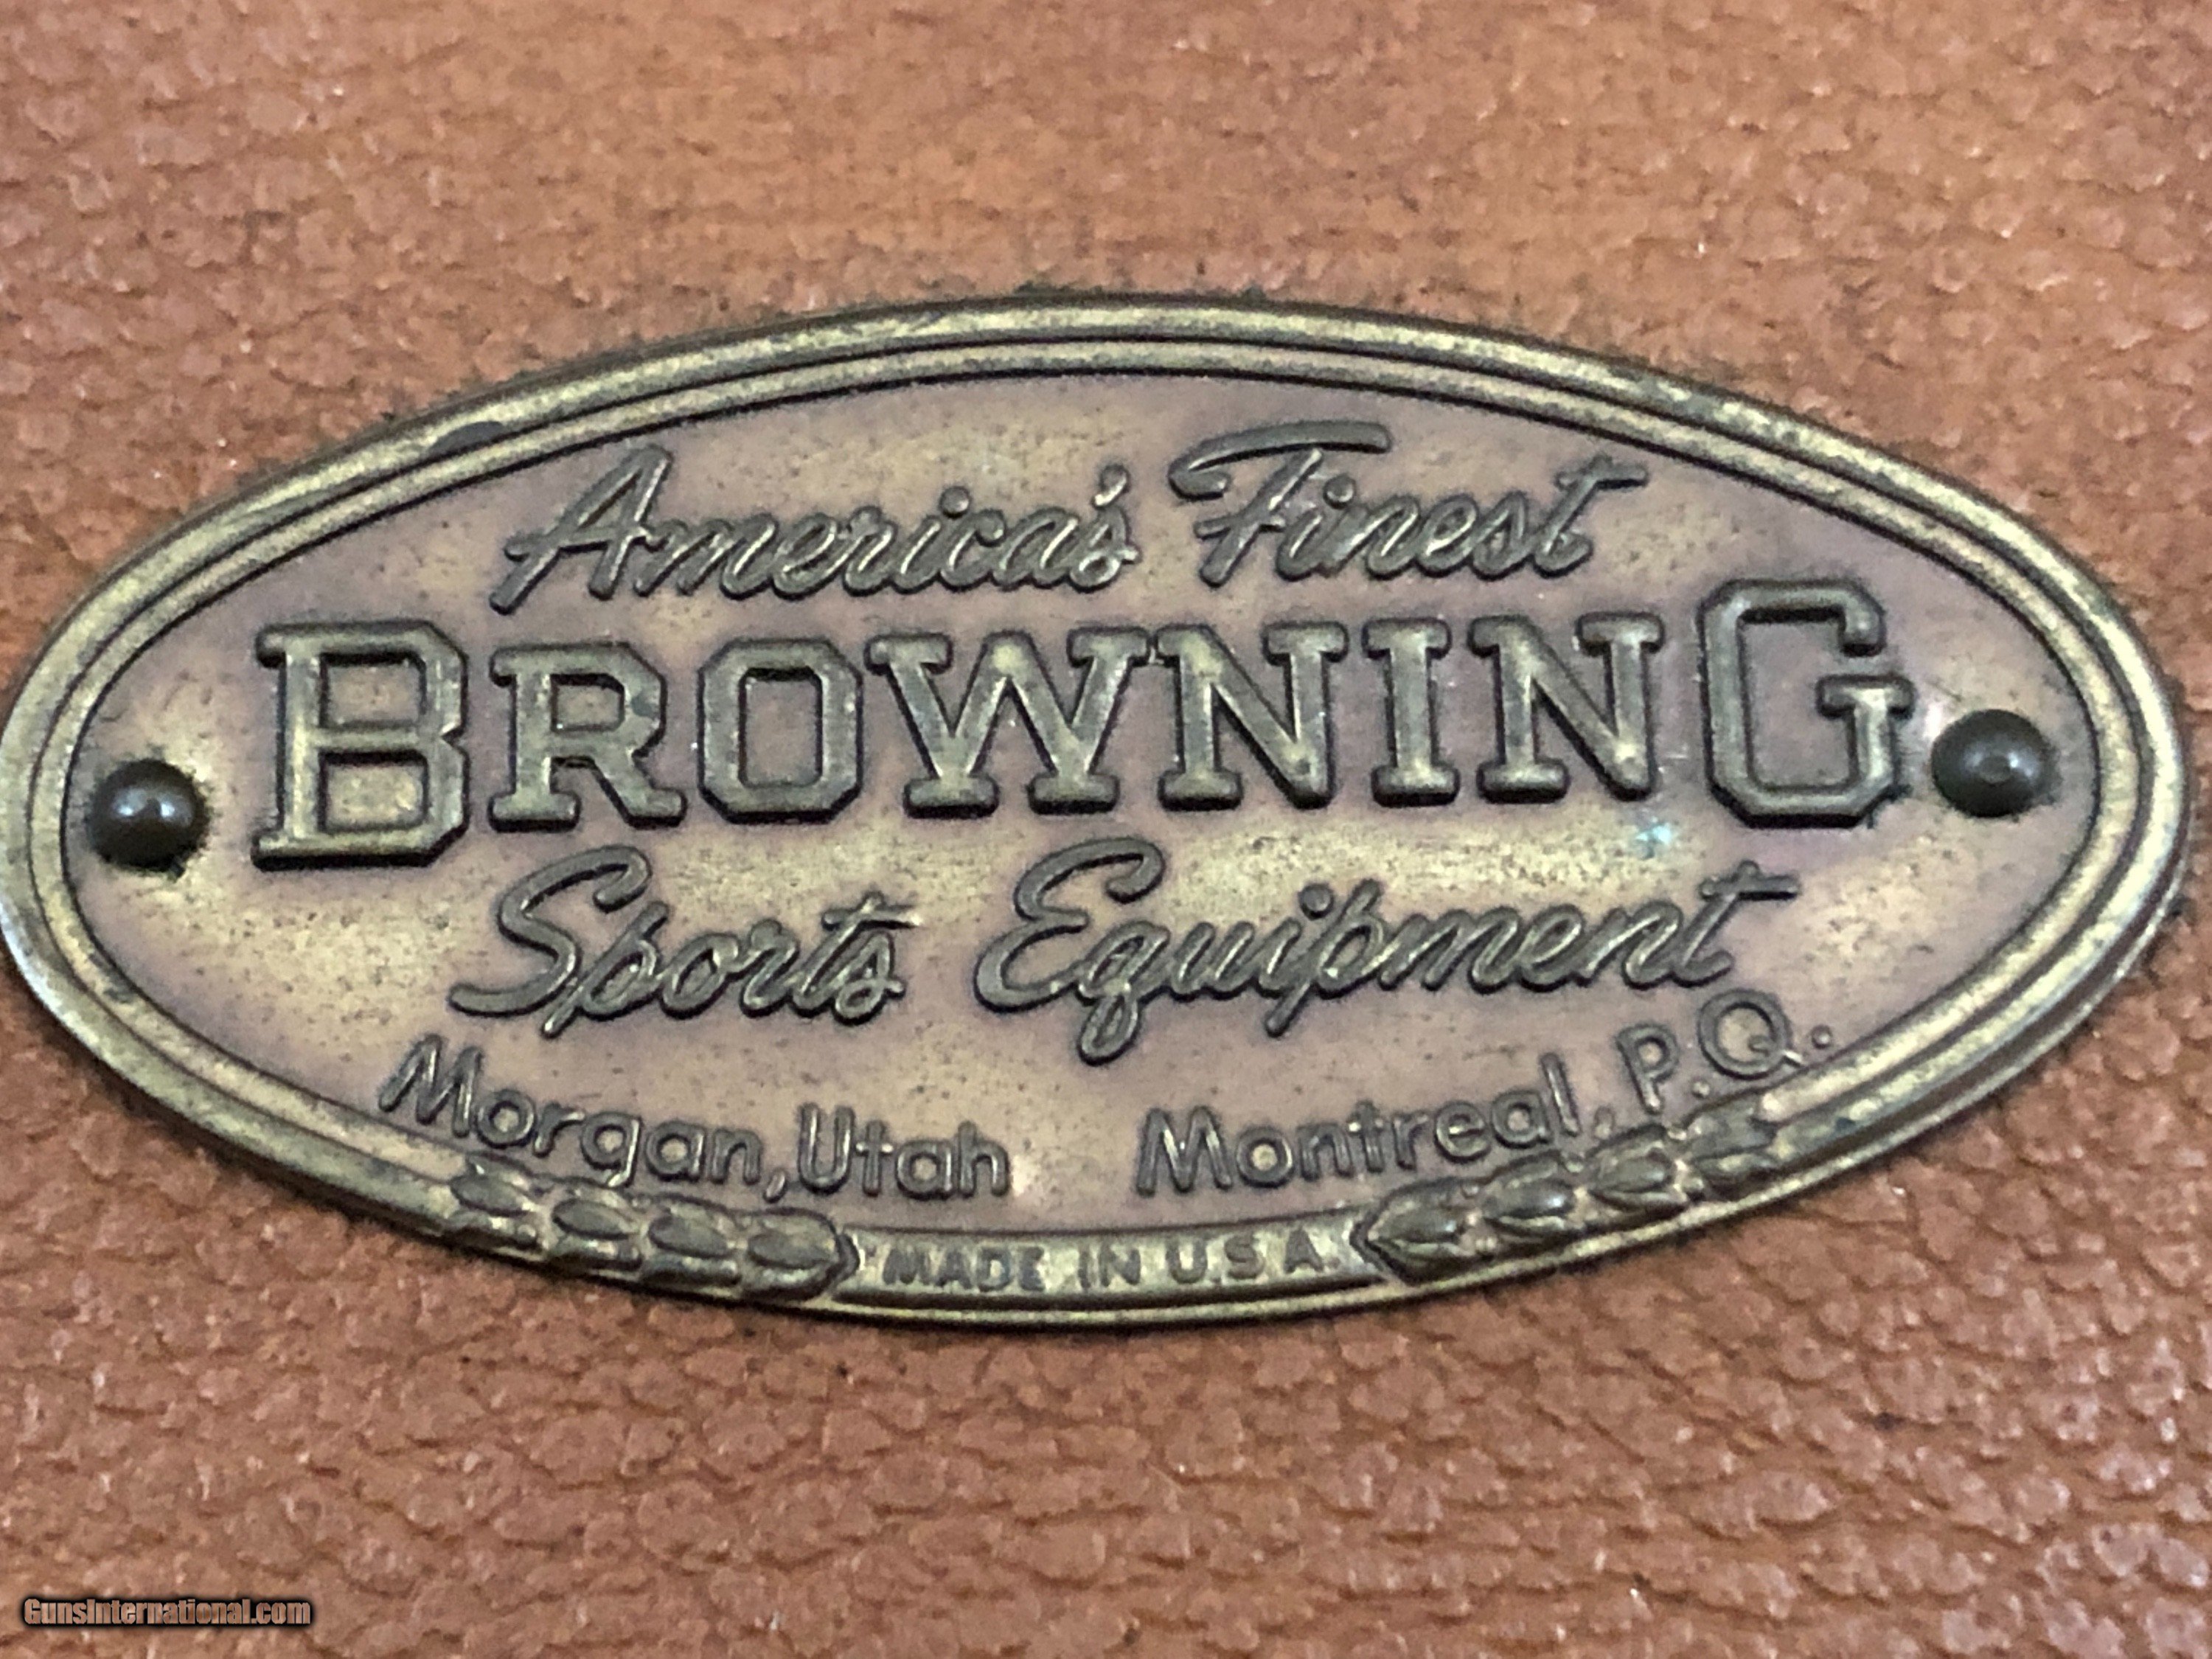 America's Finest
BROWNING
Sports Equipment
Morgan, Utah Montreal, P.Q.
MADE IN U.S.A.
GunsInternational.com